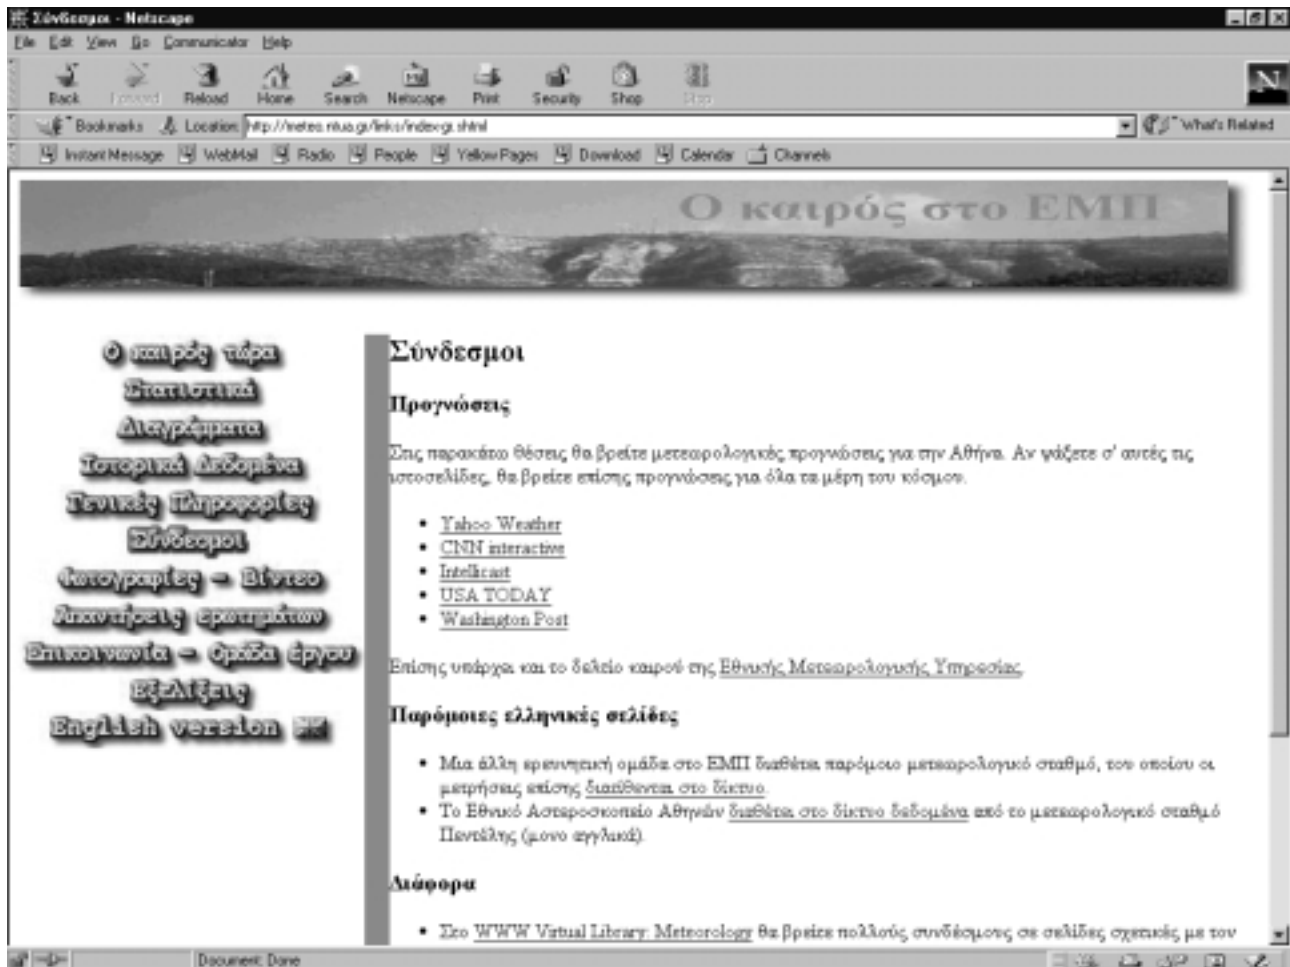 Σύνδεσμοι - Netscape
File Edit View Go Communicator Help
Back Forward Reload Home Search Netscape Print Security Shop Stop
Bookmarks Location: http://meteo.ntua.gr/links/index-gr.shtml What's Related
Instant Message WebMail Radio People Yellow Pages Download Calendar Channels
Ο καιρός στο ΕΜΠ
Ο καιρός τώρα
Στατιστικά
Διαγράμματα
Ιστορικά Δεδομένα
Γενικές Πληροφορίες
Σύνδεσμοι
Φωτογραφίες - Βίντεο
Απαντήσεις ερωτημάτων
Επικοινωνία - Ομάδα έργου
Εξελίξεις
English version
Σύνδεσμοι
Προγνώσεις
Στις παρακάτω θέσεις θα βρείτε μετεωρολογικές προγνώσεις για την Αθήνα. Αν ψάξετε σ' αυτές τις
ιστοσελίδες, θα βρείτε επίσης προγνώσεις για όλα τα μέρη του κόσμου.
• Yahoo Weather
• CNN interactive
• Intellicast
• USA TODAY
• Washington Post
Επίσης υπάρχει και το δελτίο καιρού της Εθνικής Μετεωρολογικής Υπηρεσίας.
Παρόμοιες ελληνικές σελίδες
• Μια άλλη ερευνητική ομάδα στο ΕΜΠ διαθέτει παρόμοιο μετεωρολογικό σταθμό, του οποίου οι
μετρήσεις επίσης διατίθενται στο δίκτυο.
• Το Εθνικό Αστεροσκοπείο Αθηνών διαθέτει στο δίκτυο δεδομένα από το μετεωρολογικό σταθμό
Πεντέλης (μονο αγγλικά).
Διάφορα
• Στο WWW Virtual Library: Meteorology θα βρείτε πολλούς συνδέσμους σε σελίδες σχετικές με τον
Document: Done